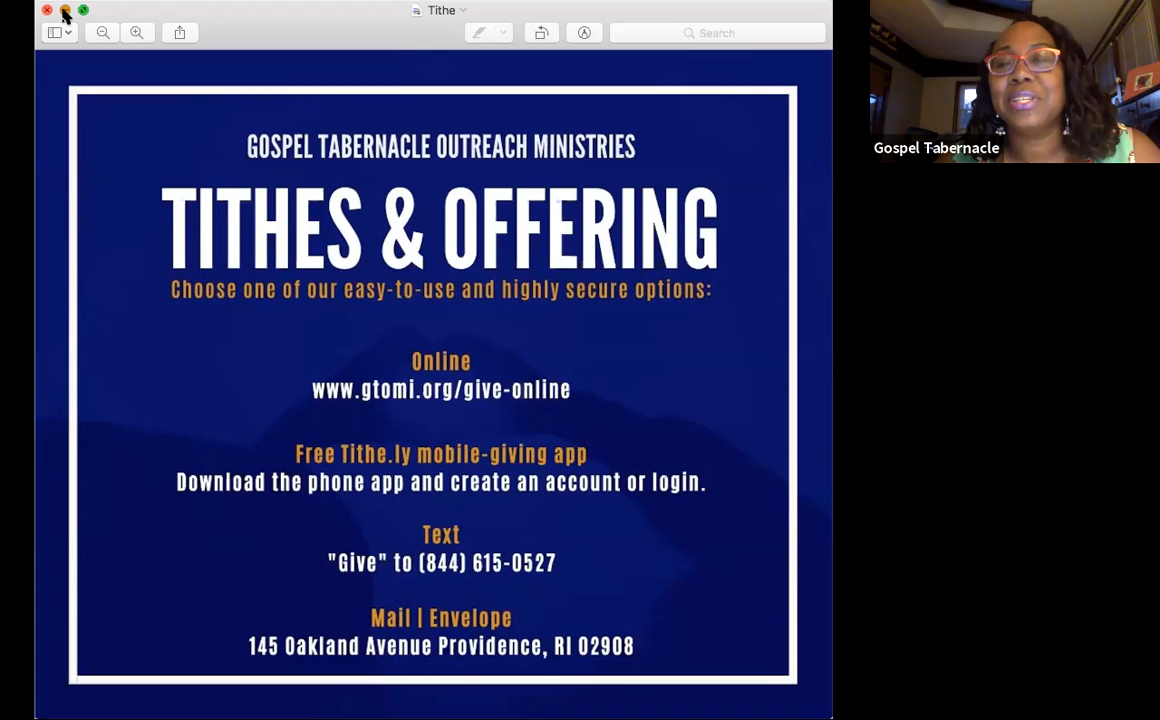 Tithe
Search
GOSPEL TABERNACLE OUTREACH MINISTRIES
TITHES & OFFERING
Choose one of our easy-to-use and highly secure options:
Online
www.gtomi.org/give-online
Free Tithe.ly mobile-giving app
Download the phone app and create an account or login.
Text
"Give" to (844) 615-0527
Mail | Envelope
145 Oakland Avenue Providence, RI 02908
Gospel Tabernacle